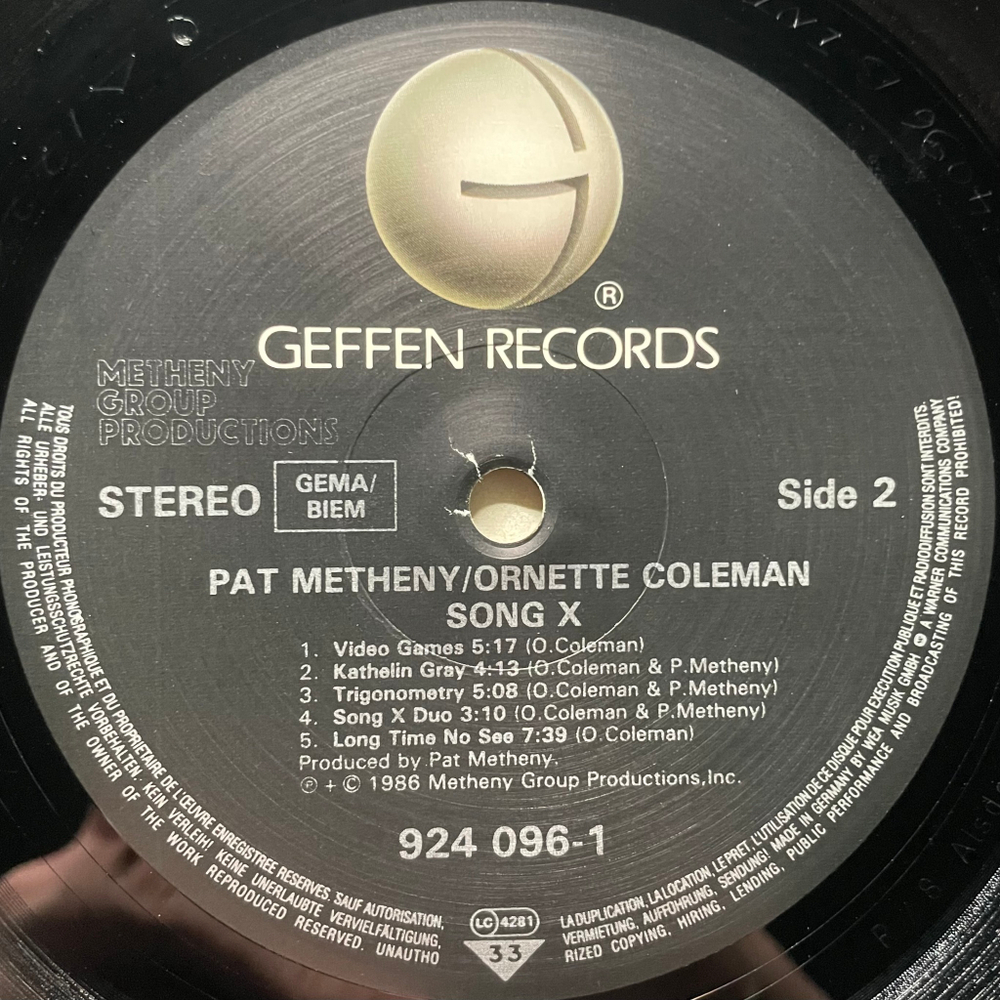 ®
GEFFEN RECORDS
METHENY
GROUP
PRODUCTIONS
STEREO
GEMA/
BIEM
Side 2
PAT METHENY/ORNETTE COLEMAN
SONG X
1. Video Games 5:17 (O.Coleman)
2. Kathelin Gray 4:13 (O.Coleman & P.Metheny)
3. Trigonometry 5:08 (O.Coleman & P.Metheny)
4. Song X Duo 3:10 (O.Coleman & P.Metheny)
5. Long Time No See 7:39 (O.Coleman)
Produced by Pat Metheny.
℗ + © 1986 Metheny Group Productions,Inc.
924 096-1
LC 4281
33
TOUS DROITS DU PRODUCTEUR PHONOGRAPHIQUE ET DU PROPRIETAIRE DE L'ŒUVRE ENREGISTREE RESERVES. SAUF AUTORISATION, LA DUPLICATION, LA LOCATION, LE PRET, L'UTILISATION DE CE DISQUE POUR EXECUTION PUBLIQUE ET RADIODIFFUSION SONT INTERDITS.
ALLE URHEBER- UND LEISTUNGSSCHUTZRECHTE VORBEHALTEN. KEIN VERLEIH! KEINE UNERLAUBTE VERVIELFÄLTIGUNG, VERMIETUNG, AUFFÜHRUNG, SENDUNG! MADE IN GERMANY BY WEA MUSIK GMBH A WARNER COMMUNICATIONS COMPANY
ALL RIGHTS OF THE PRODUCER AND OF THE OWNER OF THE WORK REPRODUCED RESERVED. UNAUTHORIZED COPYING, HIRING, LENDING, PUBLIC PERFORMANCE AND BROADCASTING OF THIS RECORD PROHIBITED!